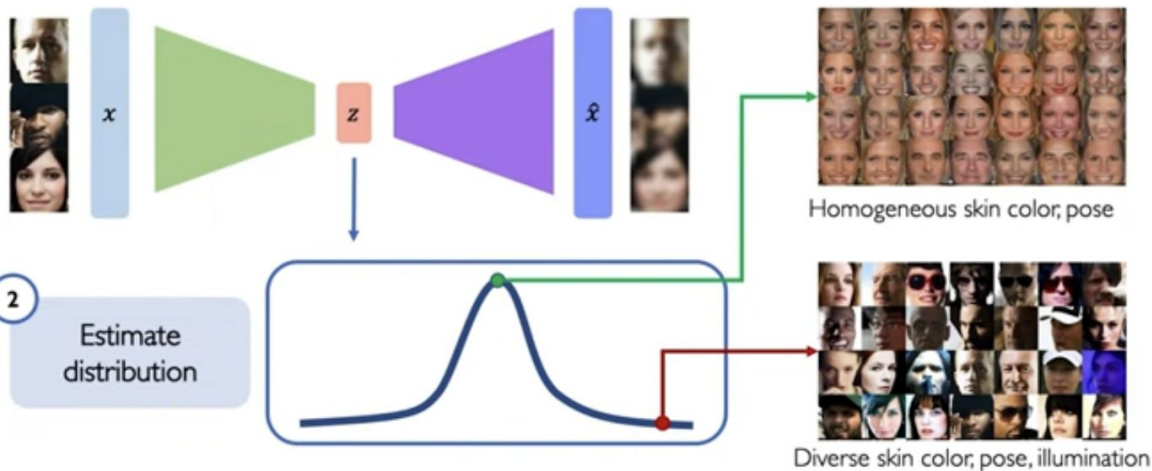 x
z
x̂
Homogeneous skin color, pose
2
Estimate
distribution
Diverse skin color, pose, illumination